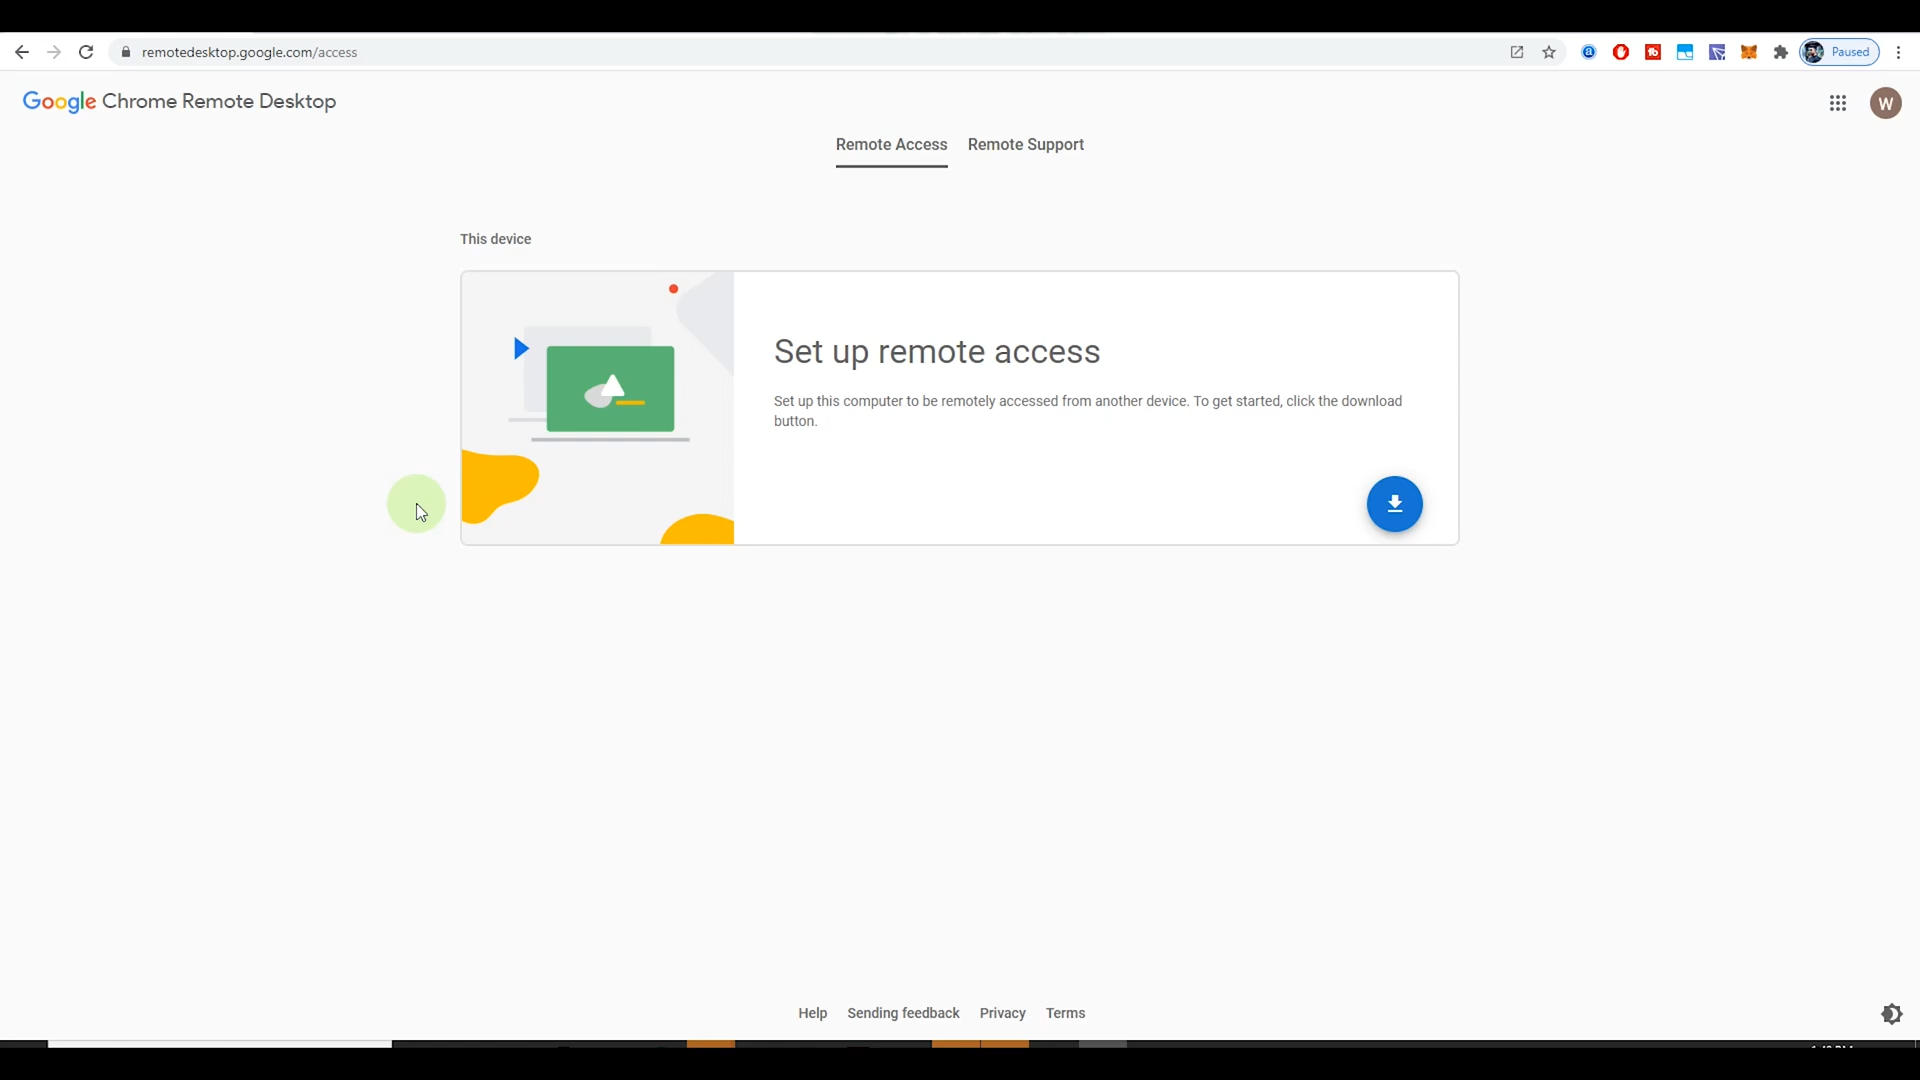 remotedesktop.google.com/access
Paused
Google Chrome Remote Desktop
W
Remote Access Remote Support
This device
Set up remote access
Set up this computer to be remotely accessed from another device. To get started, click the download
button.
Help Sending feedback Privacy Terms